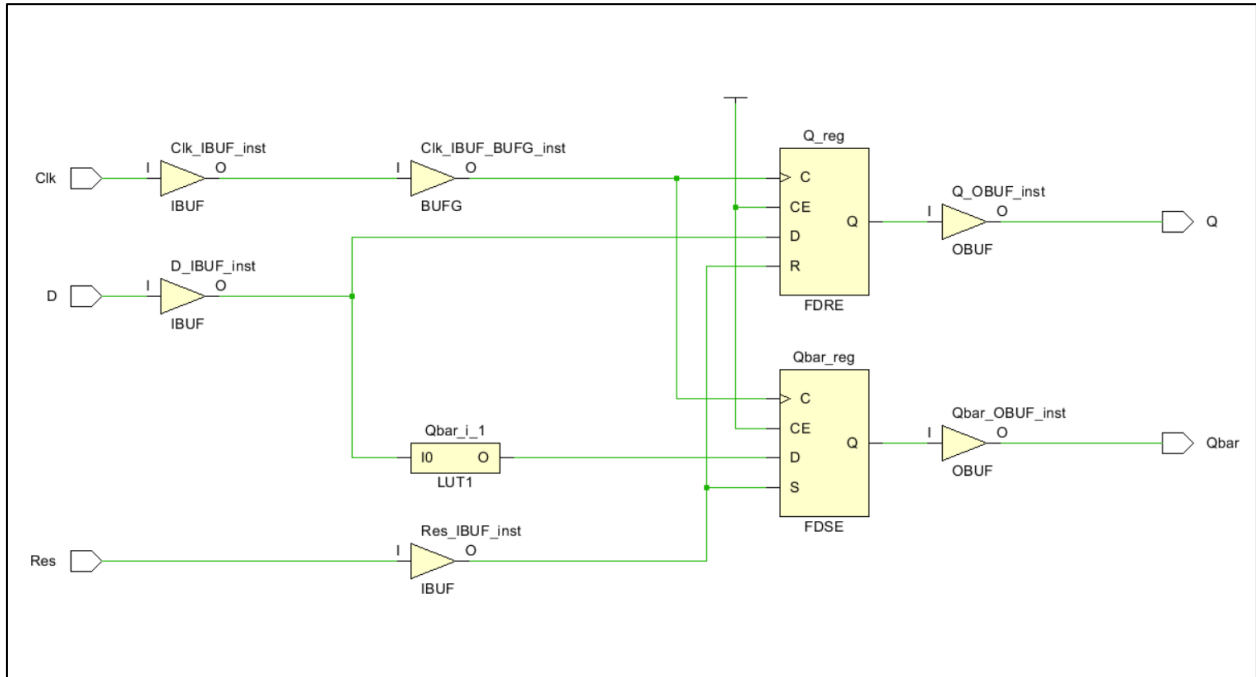 Clk
I
Clk_IBUF_inst
O
IBUF
I
Clk_IBUF_BUFG_inst
O
BUFG
D
I
D_IBUF_inst
O
IBUF
Q_reg
C
CE
D
R
Q
FDRE
I
Q_OBUF_inst
O
OBUF
Q
Qbar_i_1
I0 O
LUT1
Qbar_reg
C
CE
D
S
Q
FDSE
I
Qbar_OBUF_inst
O
OBUF
Qbar
Res
I
Res_IBUF_inst
O
IBUF